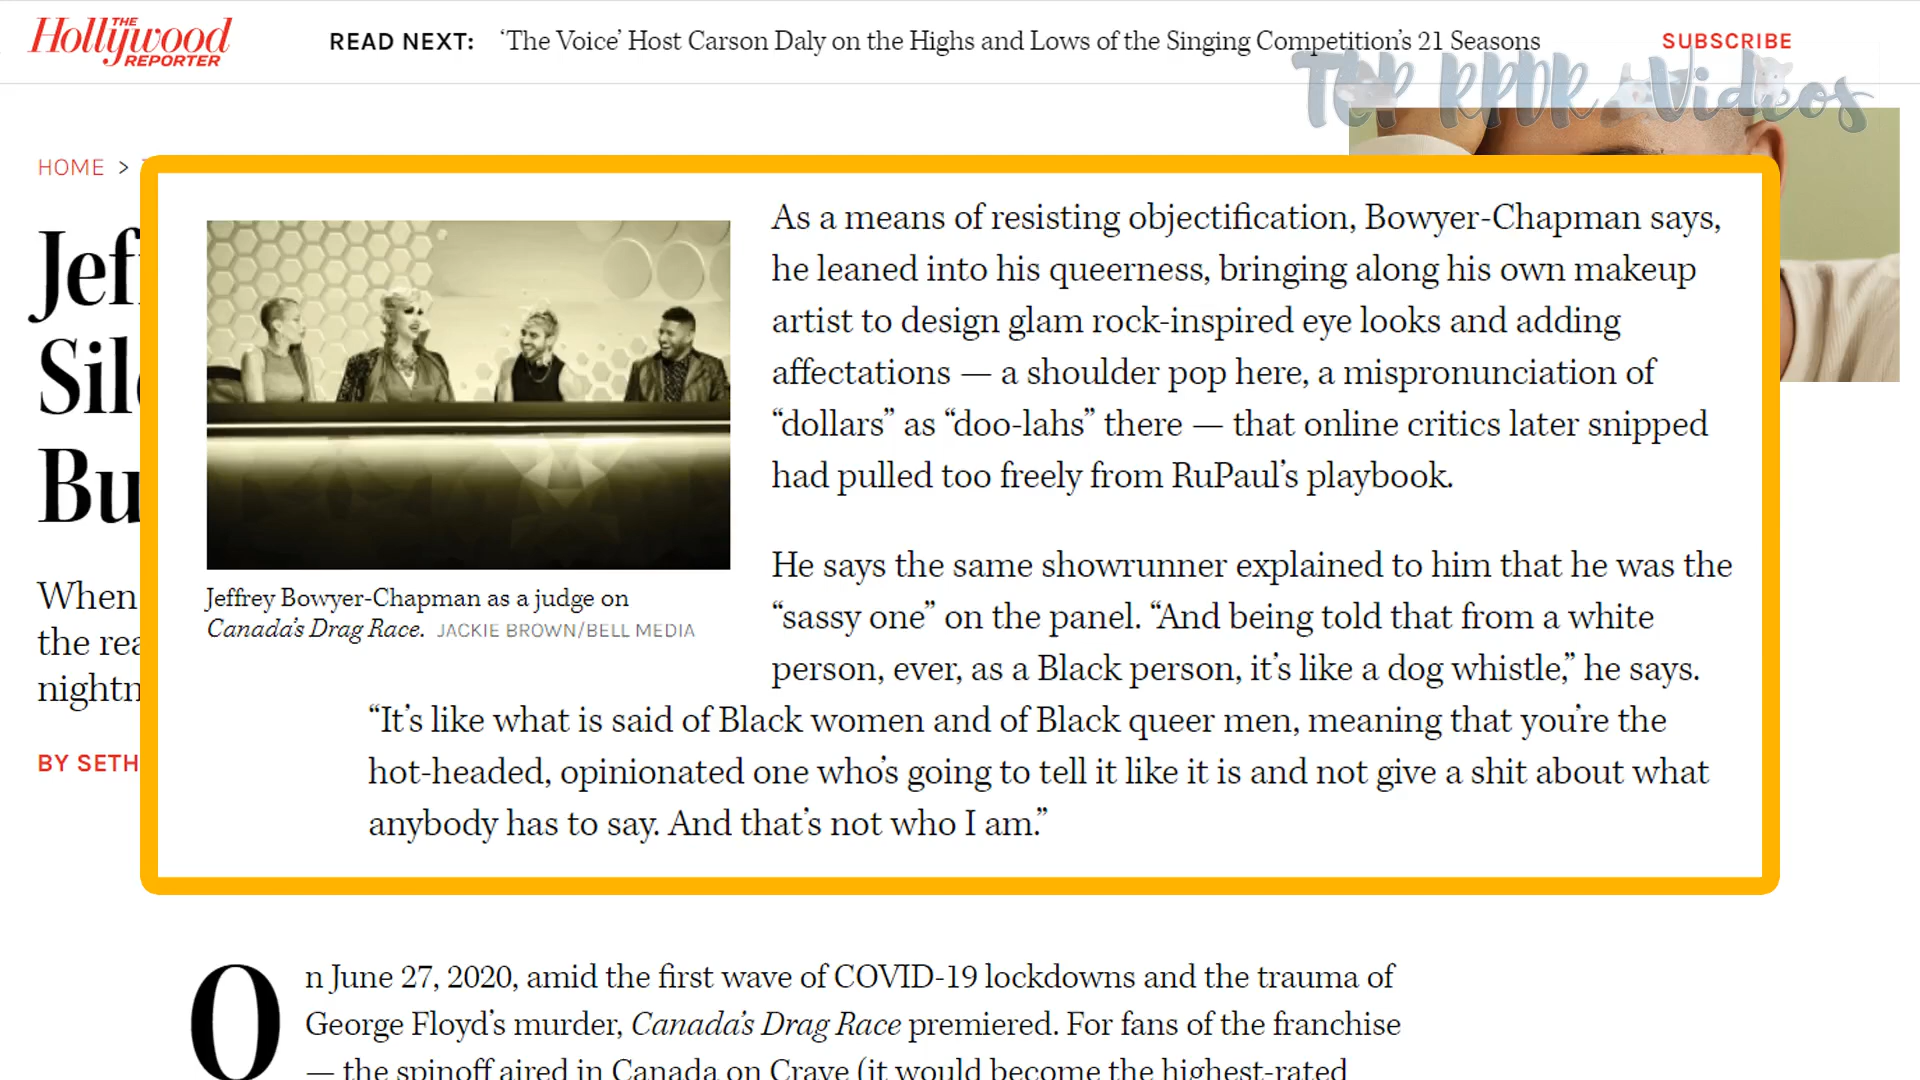 THE
Hollywood
REPORTER
READ NEXT: ‘The Voice’ Host Carson Daly on the Highs and Lows of the Singing Competition’s 21 Seasons
SUBSCRIBE
TOP RPDR Videos
HOME >
Jef
Sil
Bu
When
the rea
nightn
BY SETH
As a means of resisting objectification, Bowyer-Chapman says,
he leaned into his queerness, bringing along his own makeup
artist to design glam rock-inspired eye looks and adding
affectations — a shoulder pop here, a mispronunciation of
“dollars” as “doo-lahs” there — that online critics later snipped
had pulled too freely from RuPaul’s playbook.
Jeffrey Bowyer-Chapman as a judge on
Canada’s Drag Race. JACKIE BROWN/BELL MEDIA
He says the same showrunner explained to him that he was the
“sassy one” on the panel. “And being told that from a white
person, ever, as a Black person, it’s like a dog whistle,” he says.
“It’s like what is said of Black women and of Black queer men, meaning that you’re the
hot-headed, opinionated one who’s going to tell it like it is and not give a shit about what
anybody has to say. And that’s not who I am.”
On June 27, 2020, amid the first wave of COVID-19 lockdowns and the trauma of
George Floyd’s murder, Canada’s Drag Race premiered. For fans of the franchise
— the spinoff aired in Canada on Crave (it would become the highest-rated